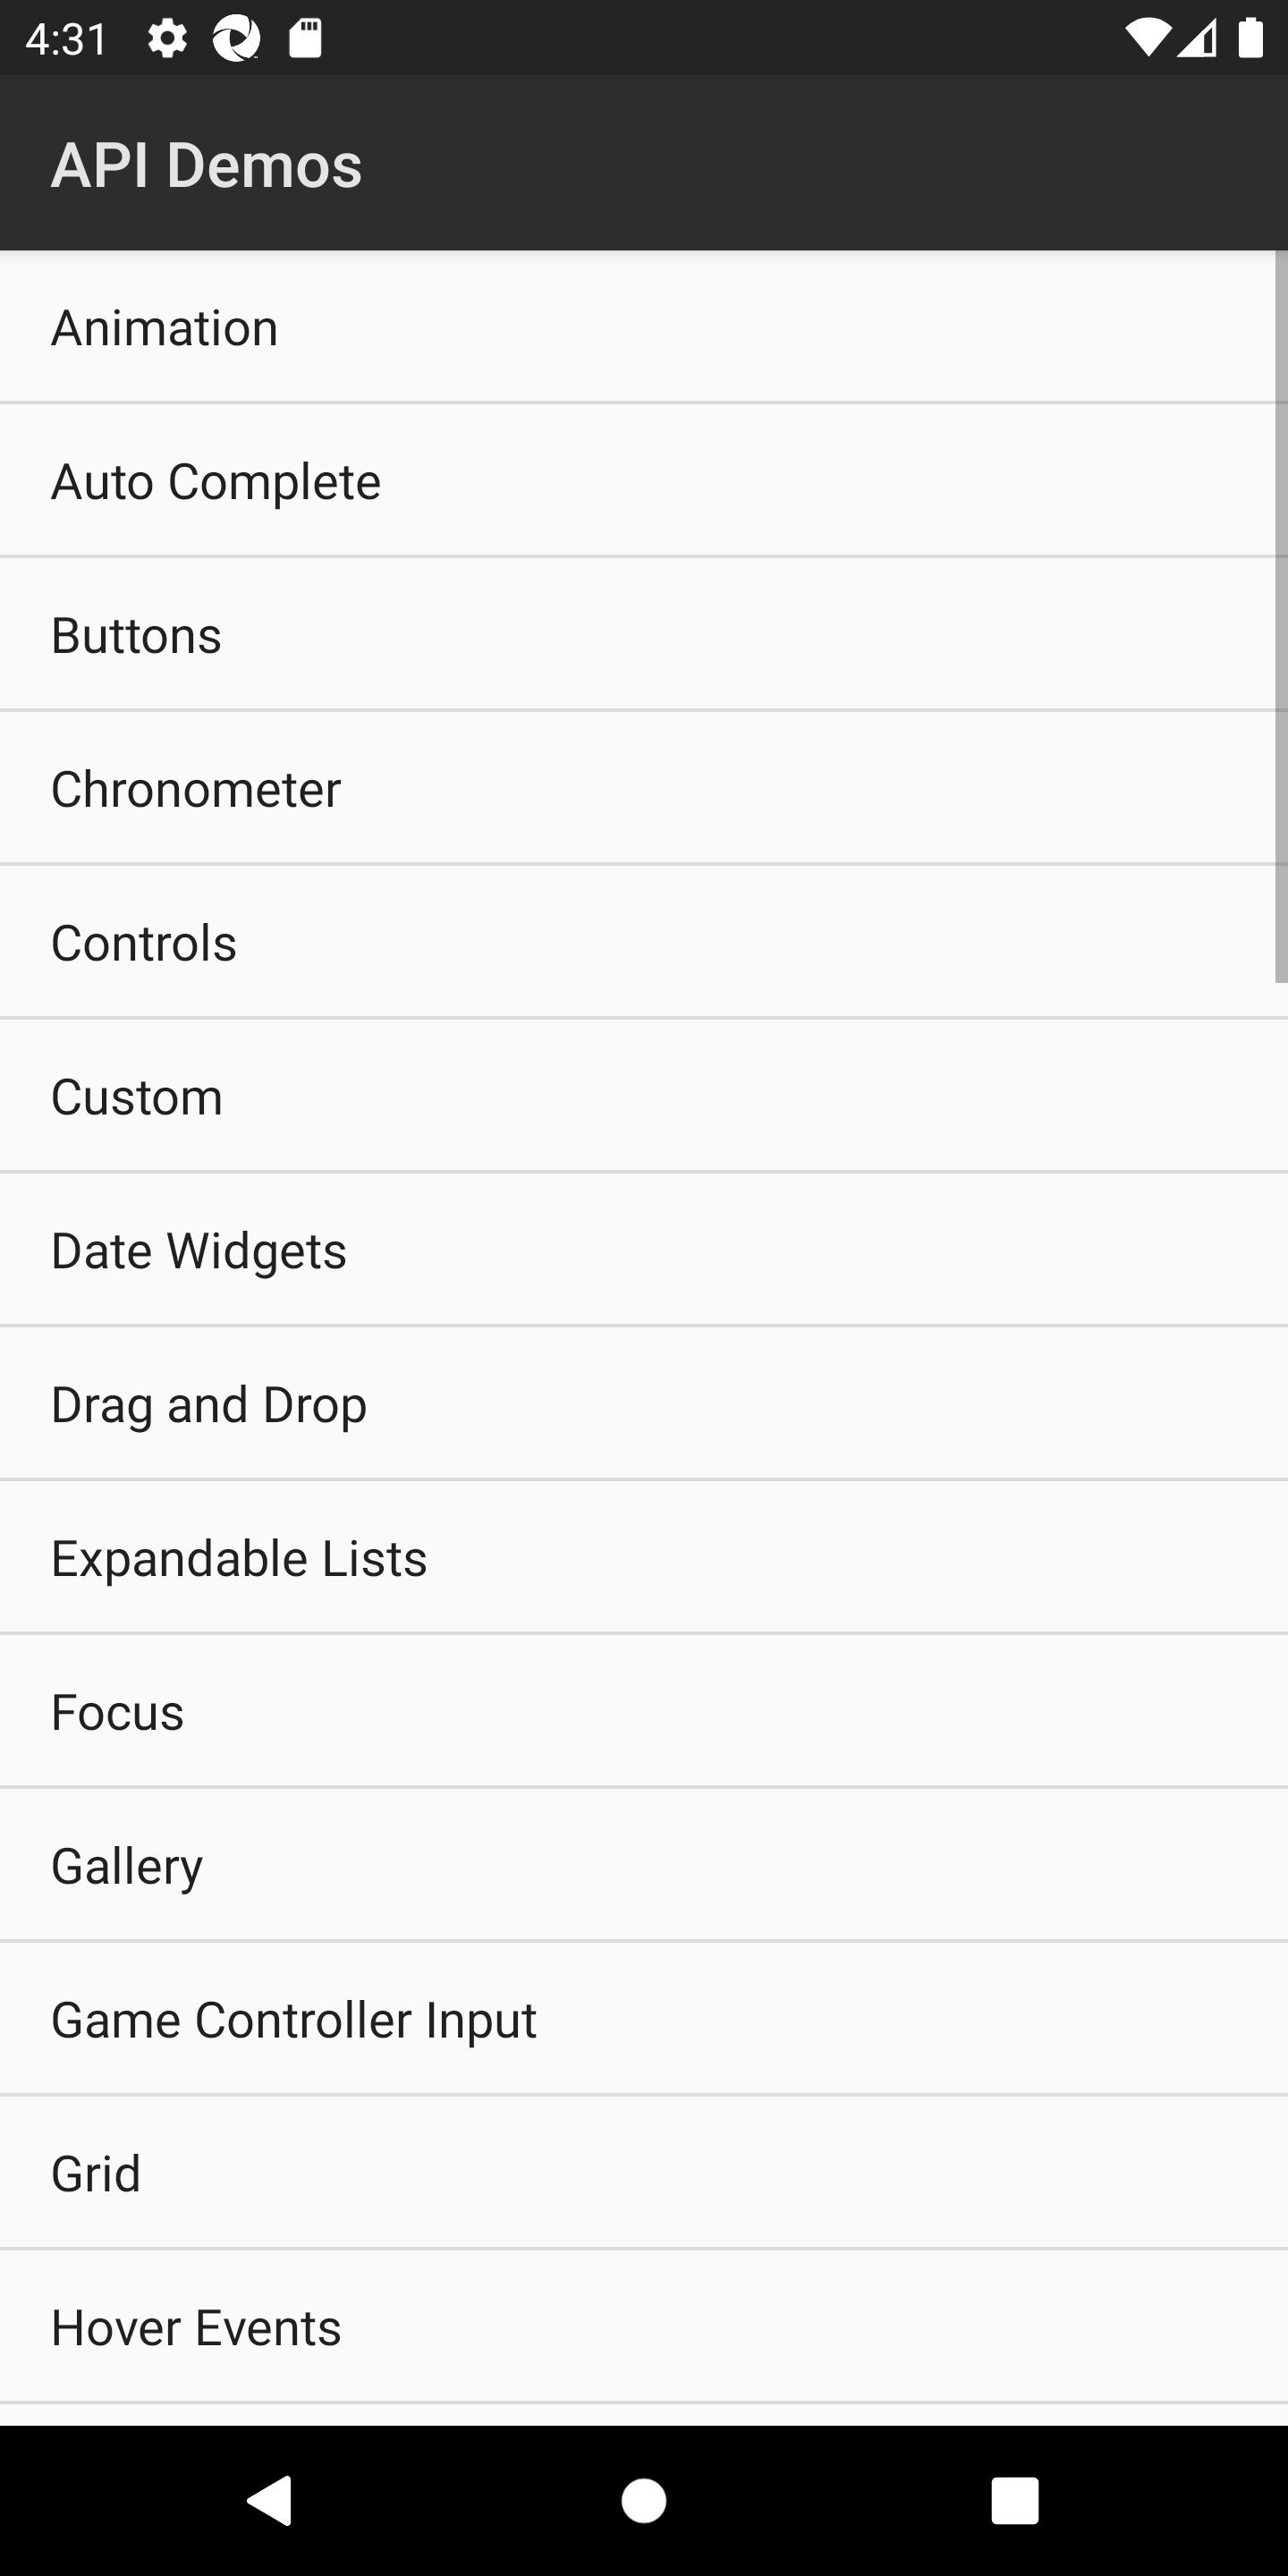 4:31
API Demos
Animation
Auto Complete
Buttons
Chronometer
Controls
Custom
Date Widgets
Drag and Drop
Expandable Lists
Focus
Gallery
Game Controller Input
Grid
Hover Events